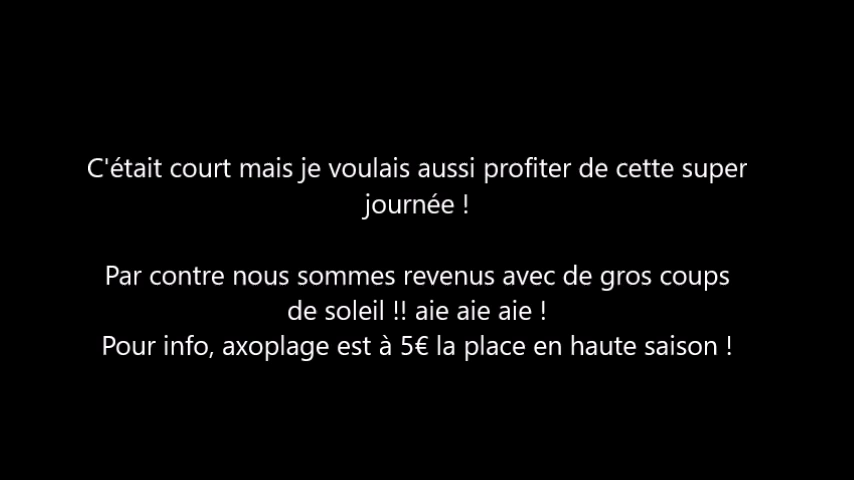 C'était court mais je voulais aussi profiter de cette super
journée !
Par contre nous sommes revenus avec de gros coups
de soleil !! aie aie aie !
Pour info, axoplage est à 5€ la place en haute saison !